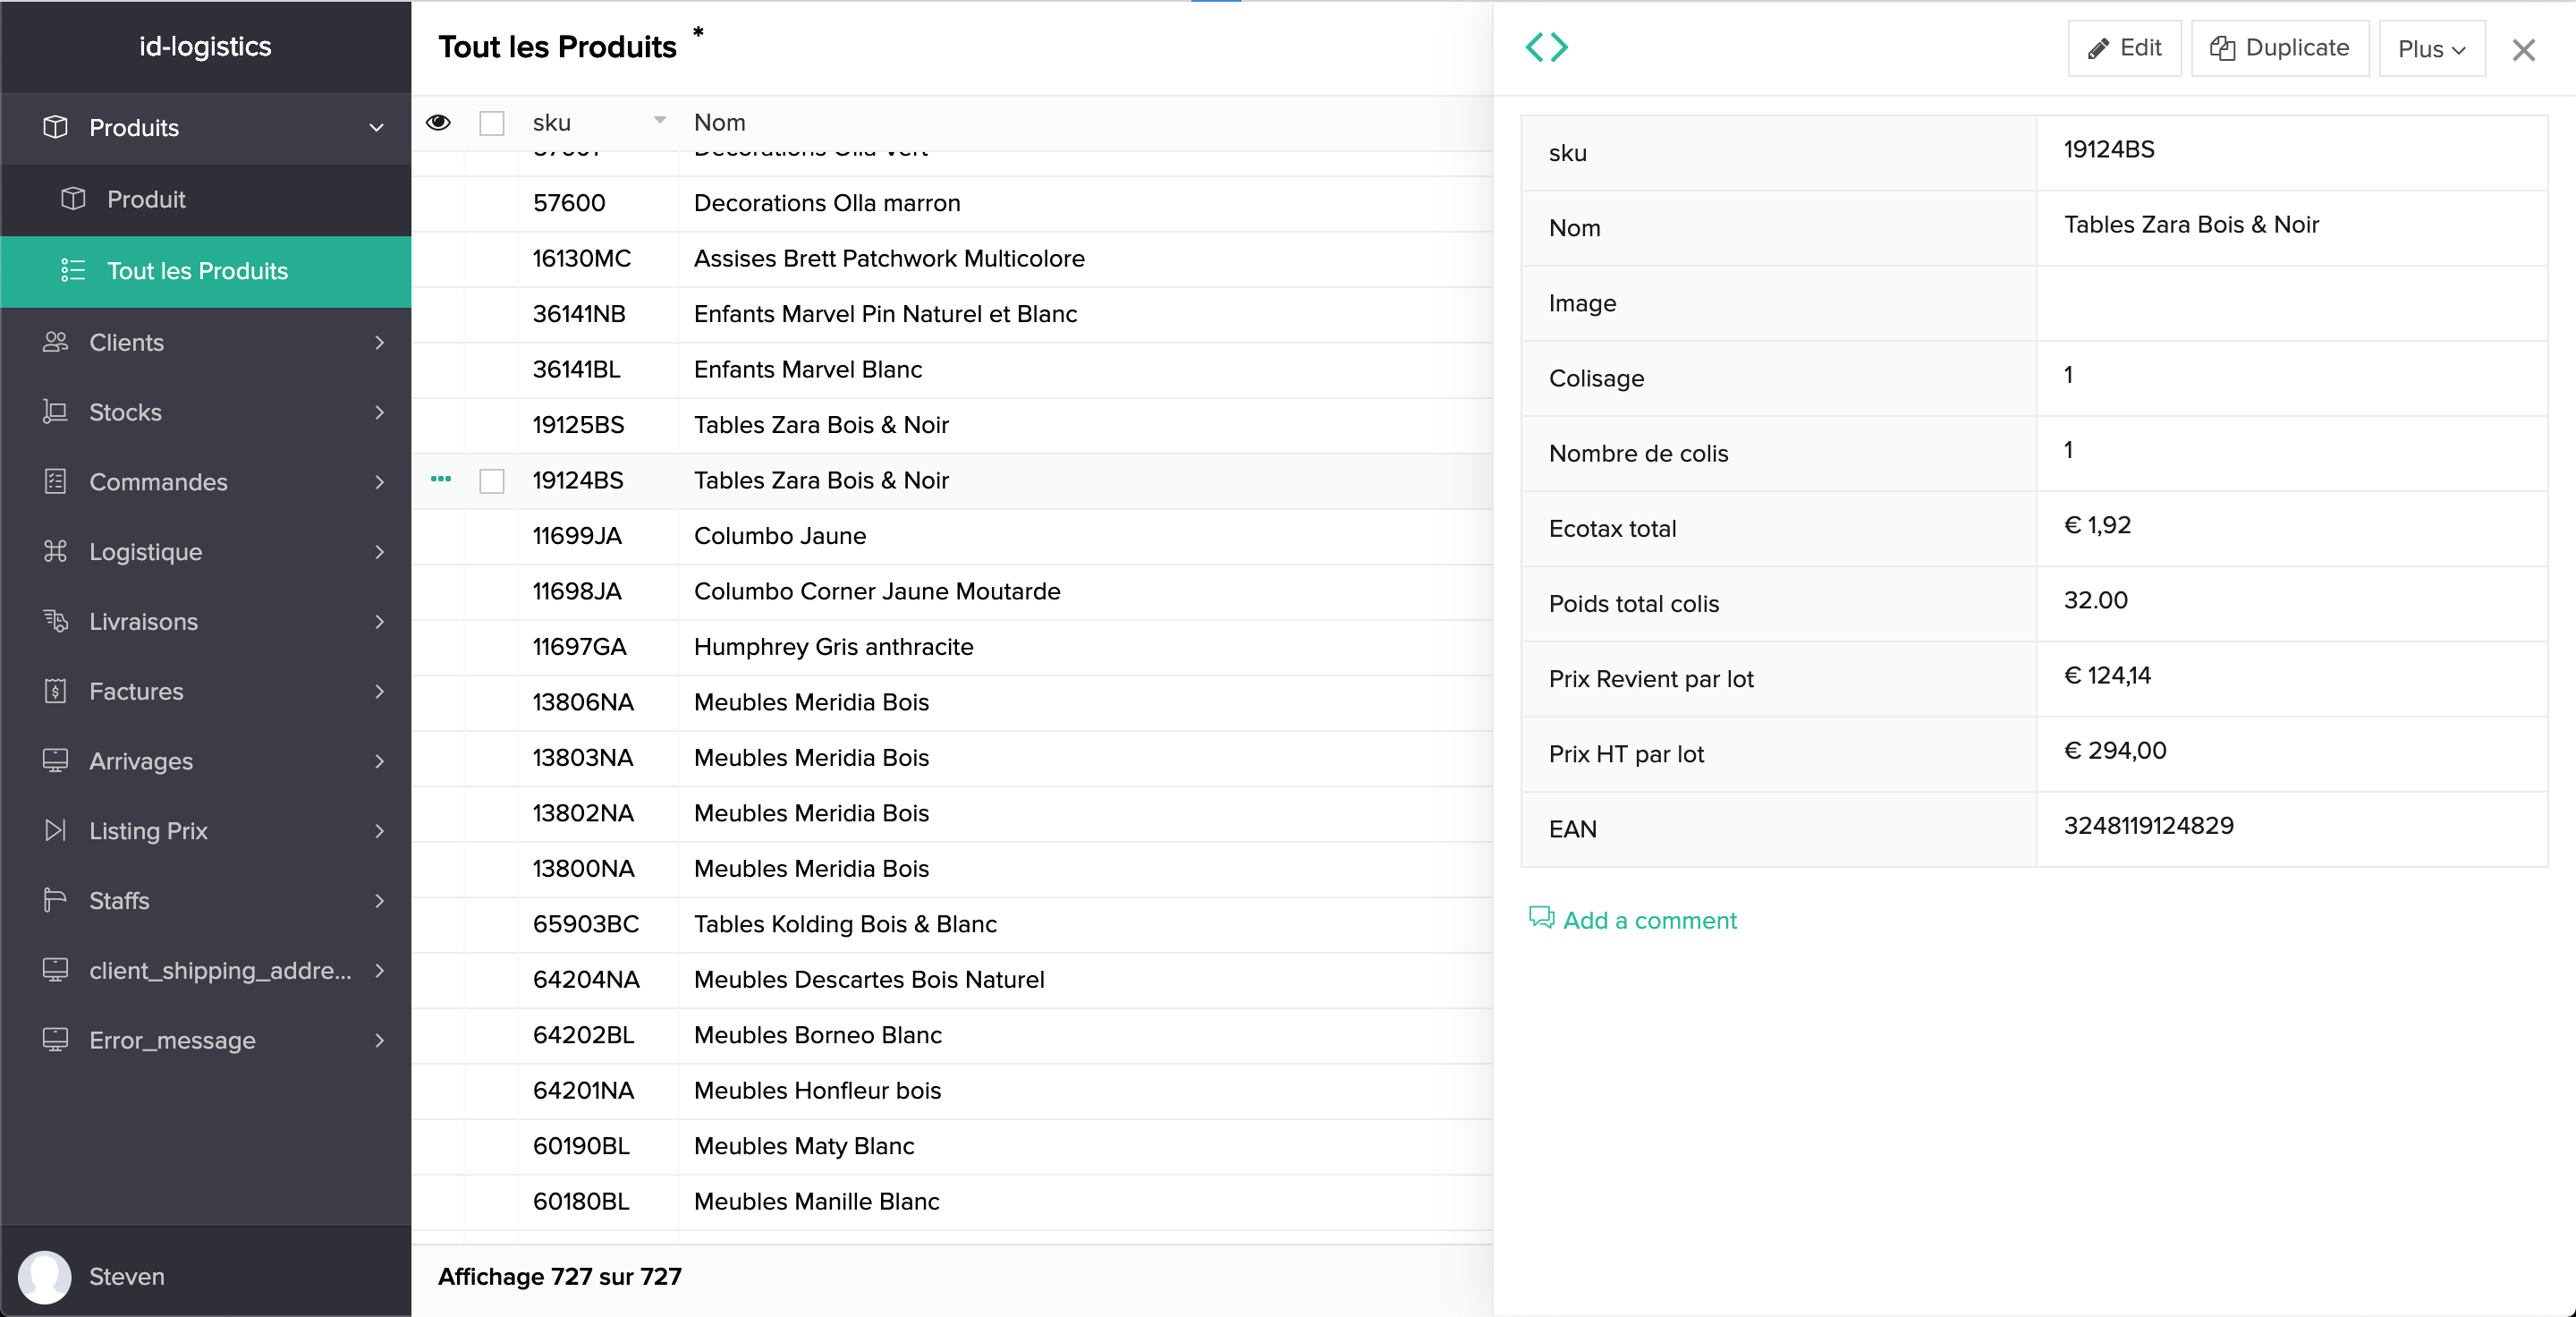 id-logistics
Produits
Produit
Tout les Produits
Clients
Stocks
Commandes
Logistique
Livraisons
Factures
Arrivages
Listing Prix
Staffs
client_shipping_addre...
Error_message
Steven
Tout les Produits *
sku Nom
57600 Decorations Olla marron
16130MC Assises Brett Patchwork Multicolore
36141NB Enfants Marvel Pin Naturel et Blanc
36141BL Enfants Marvel Blanc
19125BS Tables Zara Bois & Noir
19124BS Tables Zara Bois & Noir
11699JA Columbo Jaune
11698JA Columbo Corner Jaune Moutarde
11697GA Humphrey Gris anthracite
13806NA Meubles Meridia Bois
13803NA Meubles Meridia Bois
13802NA Meubles Meridia Bois
13800NA Meubles Meridia Bois
65903BC Tables Kolding Bois & Blanc
64204NA Meubles Descartes Bois Naturel
64202BL Meubles Borneo Blanc
64201NA Meubles Honfleur bois
60190BL Meubles Maty Blanc
60180BL Meubles Manille Blanc
Affichage 727 sur 727
Edit Duplicate Plus
sku 19124BS
Nom Tables Zara Bois & Noir
Image
Colisage 1
Nombre de colis 1
Ecotax total € 1,92
Poids total colis 32.00
Prix Revient par lot € 124,14
Prix HT par lot € 294,00
EAN 3248119124829
Add a comment